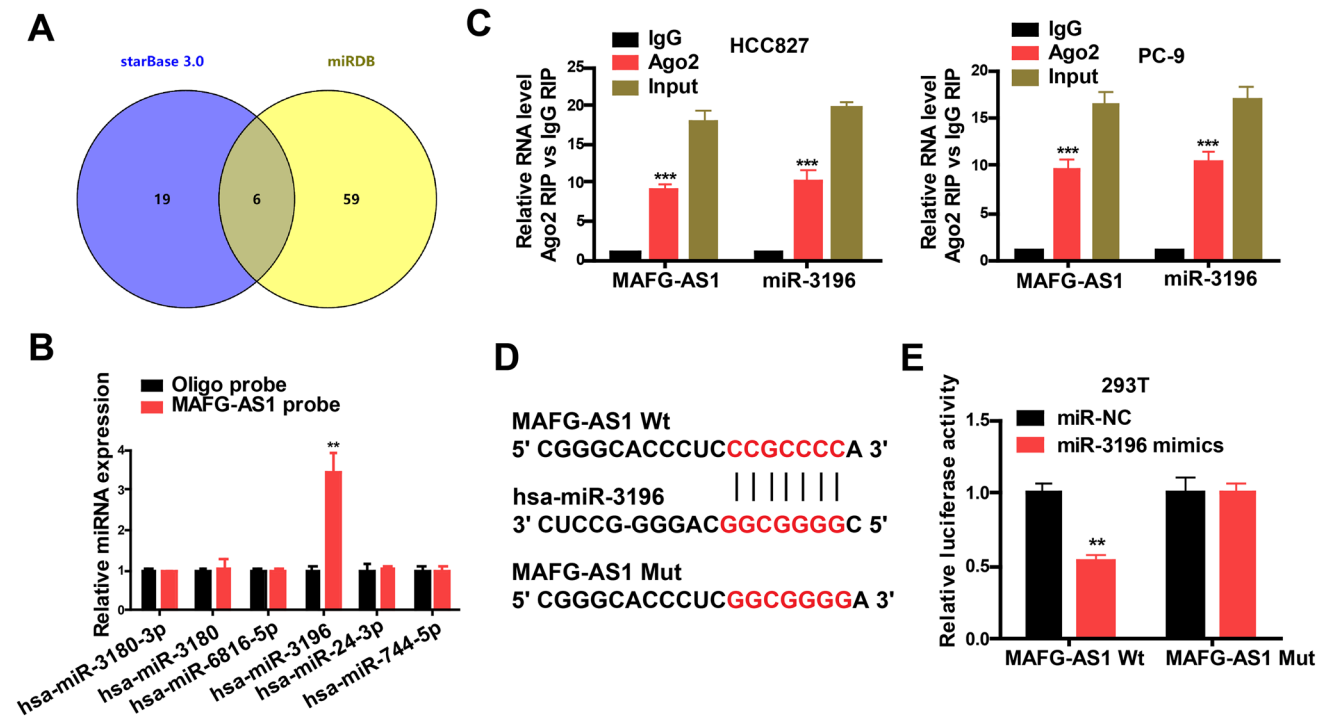 A
starBase 3.0
miRDB
19
6
59
B
Oligo probe
MAFG-AS1 probe
Relative miRNA expression
4
3
2
1
0
**
hsa-miR-3180-3p
hsa-miR-3180
hsa-miR-6816-5p
hsa-miR-3196
hsa-miR-24-3p
hsa-miR-744-5p
C
IgG
Ago2
Input
HCC827
Relative RNA level
Ago2 RIP vs IgG RIP
25
20
15
10
5
0
***
***
MAFG-AS1
miR-3196
IgG
Ago2
Input
PC-9
Relative RNA level
Ago2 RIP vs IgG RIP
20
15
10
5
0
***
***
MAFG-AS1
miR-3196
D
MAFG-AS1 Wt
5' CGGGCACCCUCCCGCCCCA 3'
hsa-miR-3196
3' CUCCG-GGGACGGCGGGGC 5'
MAFG-AS1 Mut
5' CGGGCACCCUCGGCGGGGA 3'
E
293T
miR-NC
miR-3196 mimics
Relative luciferase activity
1.5
1.0
0.5
0.0
**
MAFG-AS1 Wt
MAFG-AS1 Mut